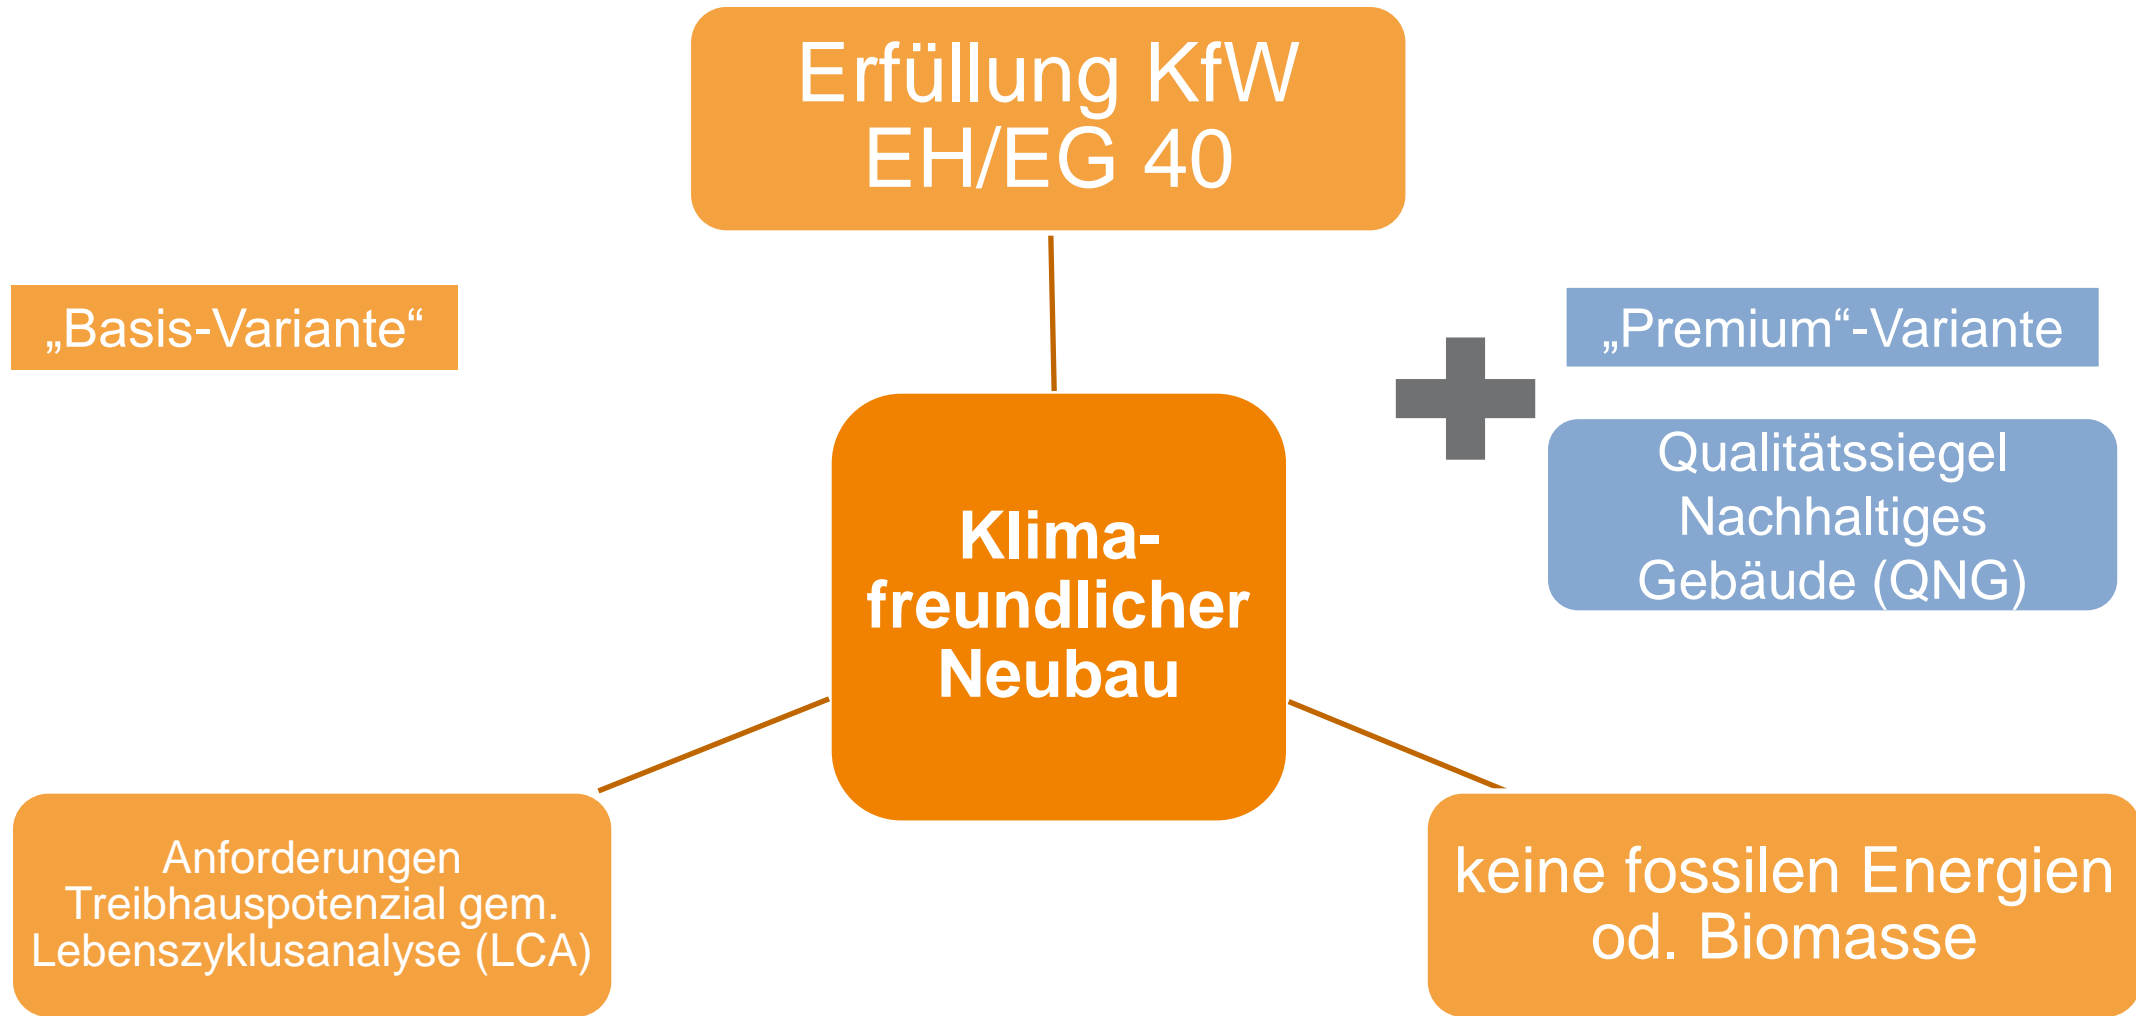 Erfüllung KfW
EH/EG 40
„Basis-Variante“
„Premium“-Variante
Qualitätssiegel
Nachhaltiges
Gebäude (QNG)
Klima-
freundlicher
Neubau
Anforderungen
Treibhauspotenzial gem.
Lebenszyklusanalyse (LCA)
keine fossilen Energien
od. Biomasse